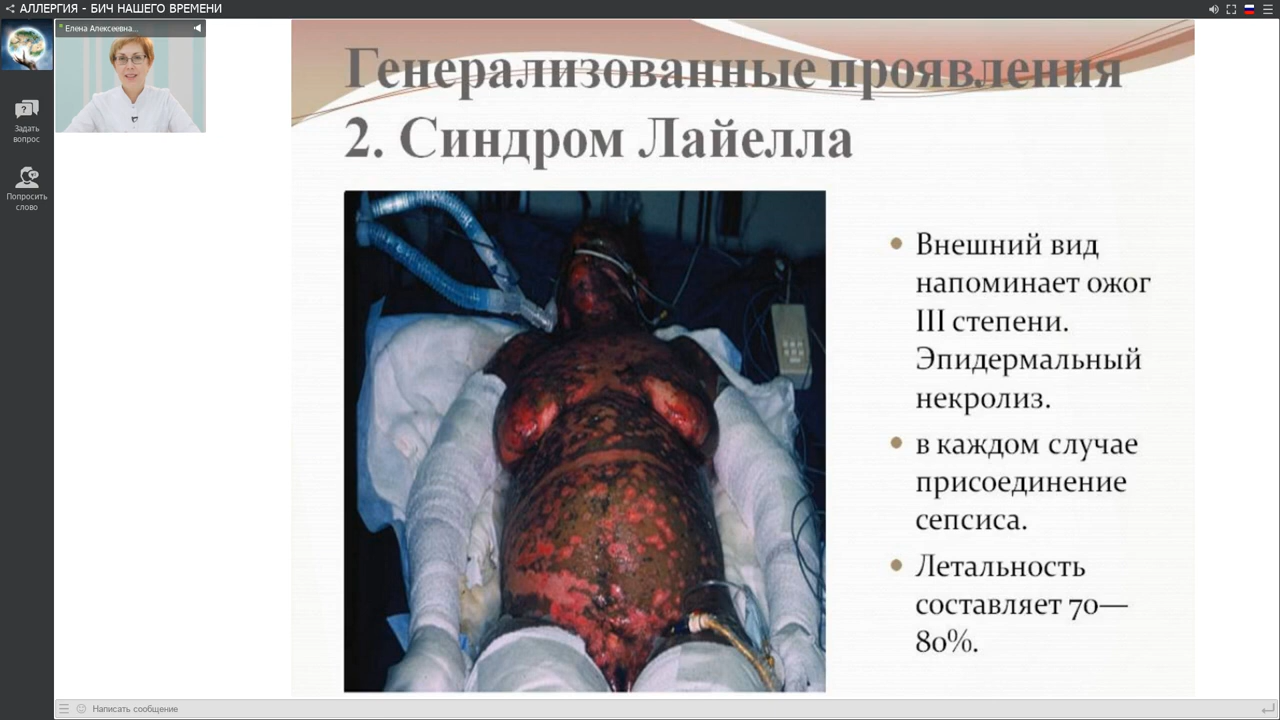 АЛЛЕРГИЯ - БИЧ НАШЕГО ВРЕМЕНИ
Елена Алексеевна...
Задать
вопрос
Попросить
слово
Генерализованные проявления
2. Синдром Лайелла
• Внешний вид
напоминает ожог
III степени.
Эпидермальный
некролиз.
• в каждом случае
присоединение
сепсиса.
• Летальность
составляет 70—
80%.
Написать сообщение